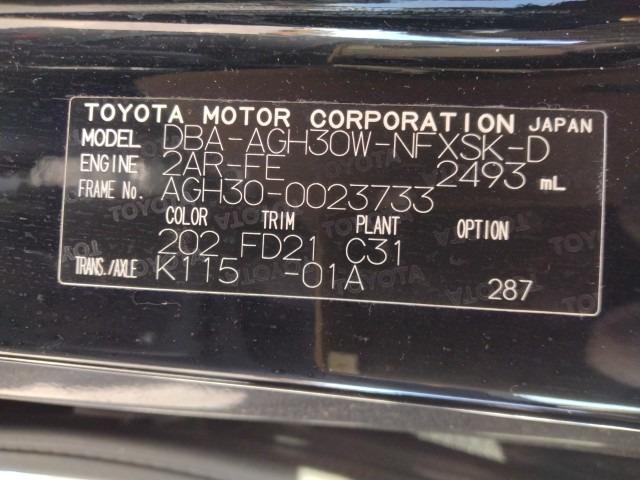 TOYOTA MOTOR CORPORATION JAPAN
MODEL DBA-AGH30W-NFXSK-D
ENGINE 2AR-FE 2493 mL
FRAME No. AGH30-0023733
COLOR TRIM PLANT OPTION
202 FD21 C31
TRANS./AXLE K115 -01A
287